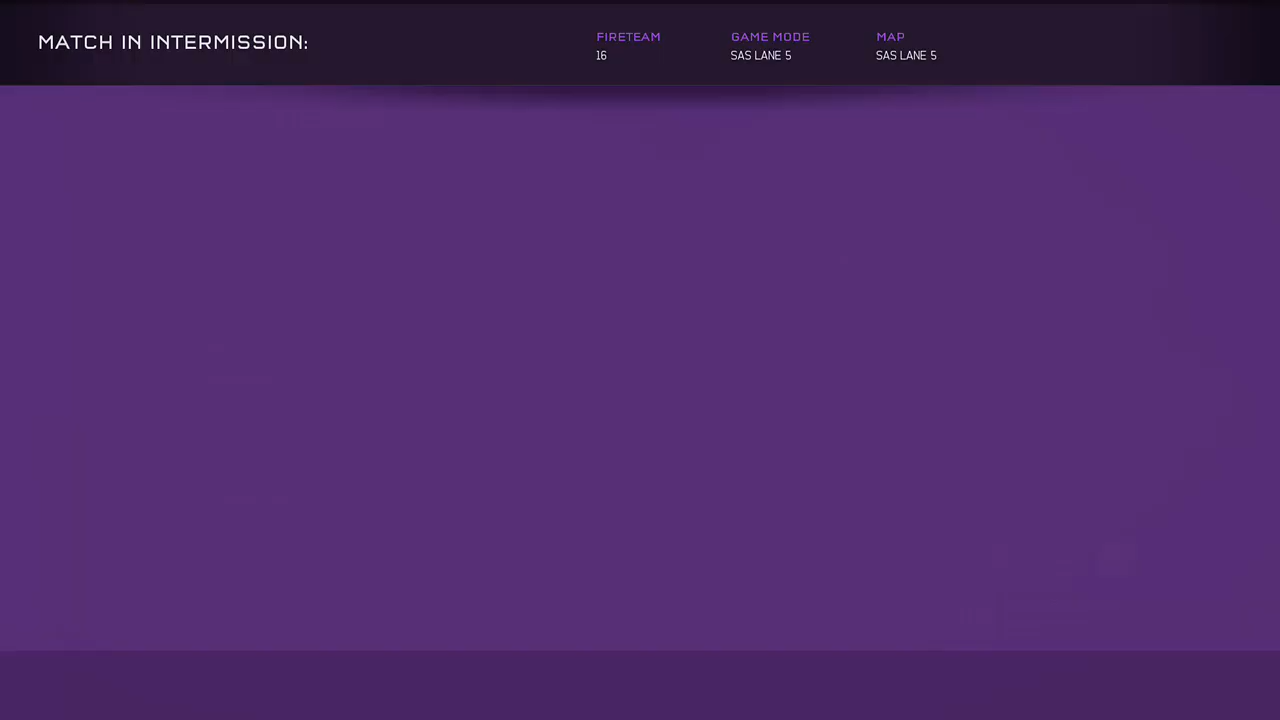 MATCH IN INTERMISSION:
FIRETEAM
16
GAME MODE
SAS LANE 5
MAP
SAS LANE 5